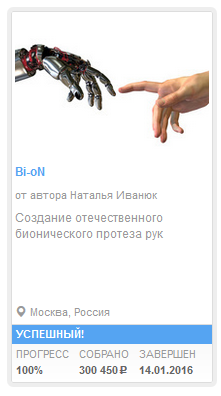 Bi-oN
от автора Наталья Иванюк
Создание отечественного
бионического протеза рук
Москва, Россия
УСПЕШНЫЙ!
ПРОГРЕСС СОБРАНО ЗАВЕРШЕН
100% 300 450 ₽ 14.01.2016